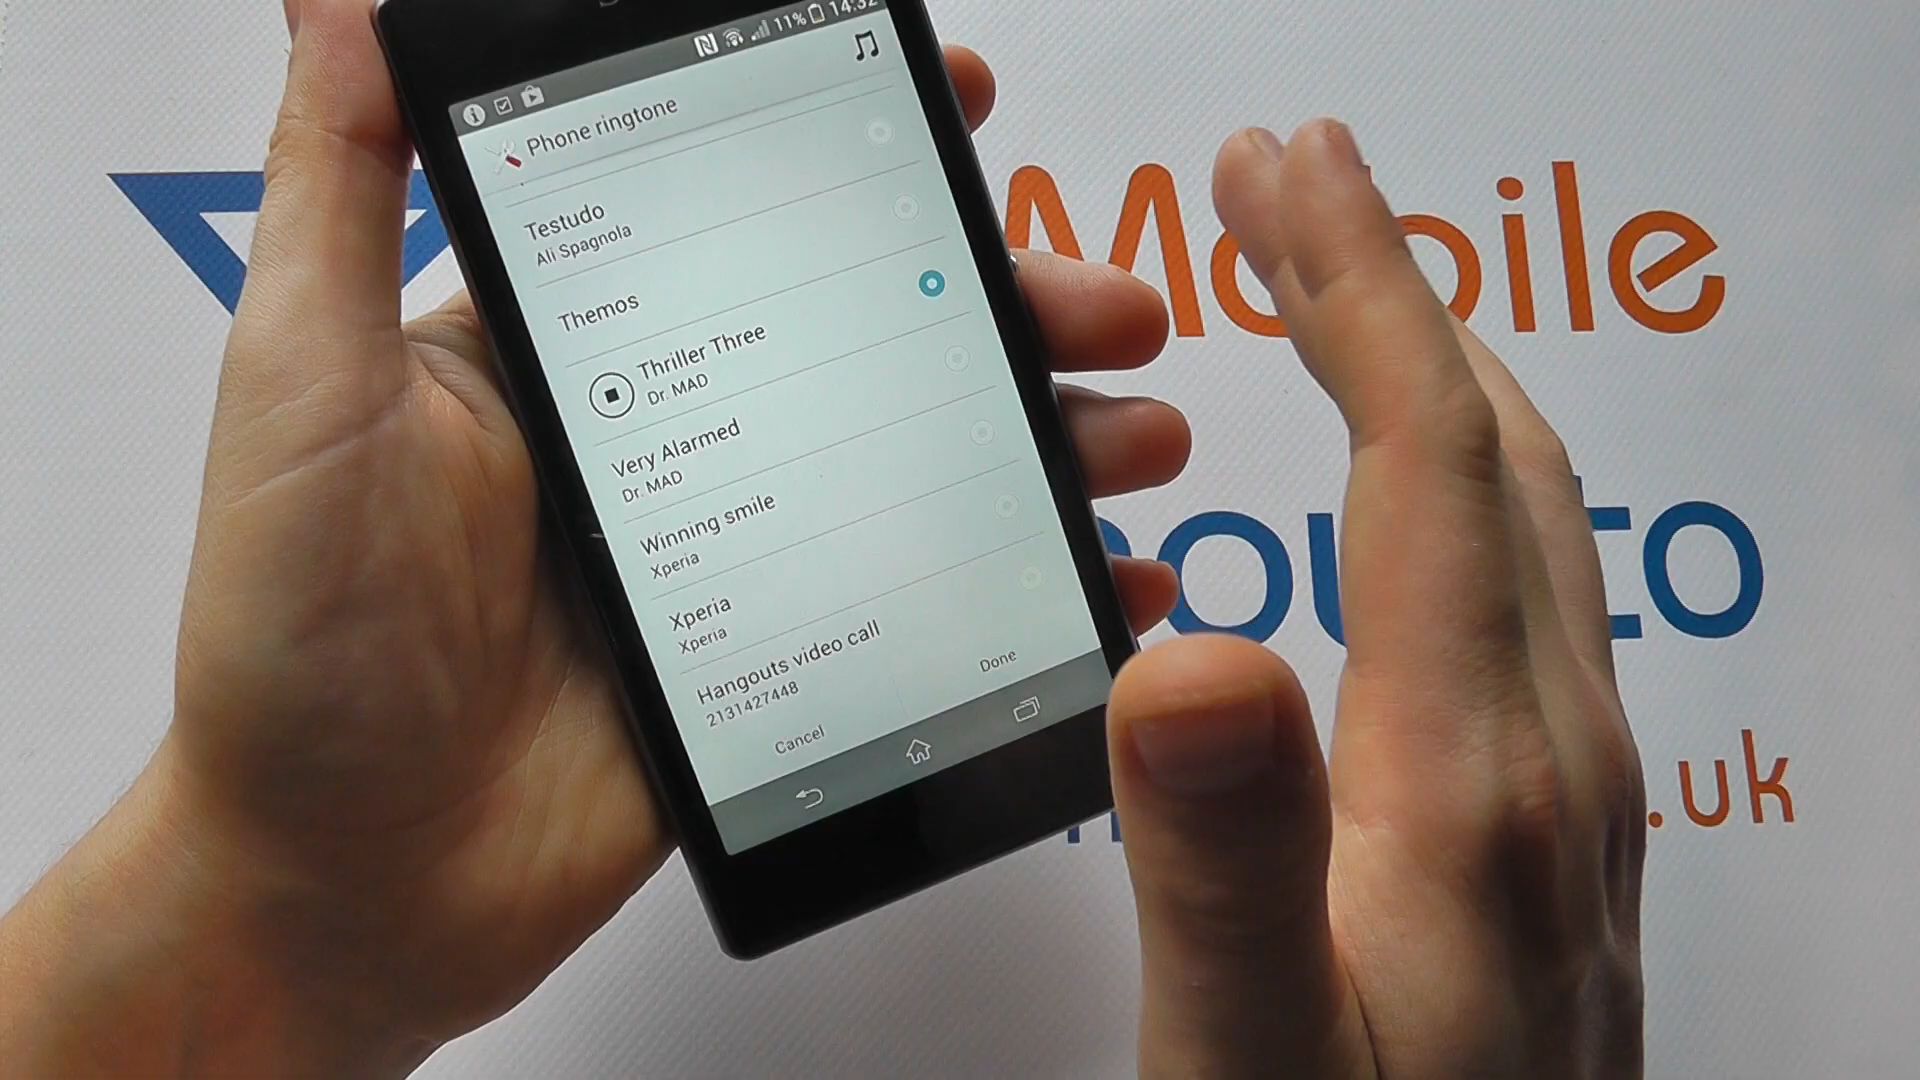 11% 14:32
Phone ringtone
Testudo
Ali Spagnola
Themos
Thriller Three
Dr. MAD
Very Alarmed
Dr. MAD
Winning smile
Xperia
Xperia
Xperia
Hangouts video call
2131427448
Cancel
Done
Mobile
to
.uk